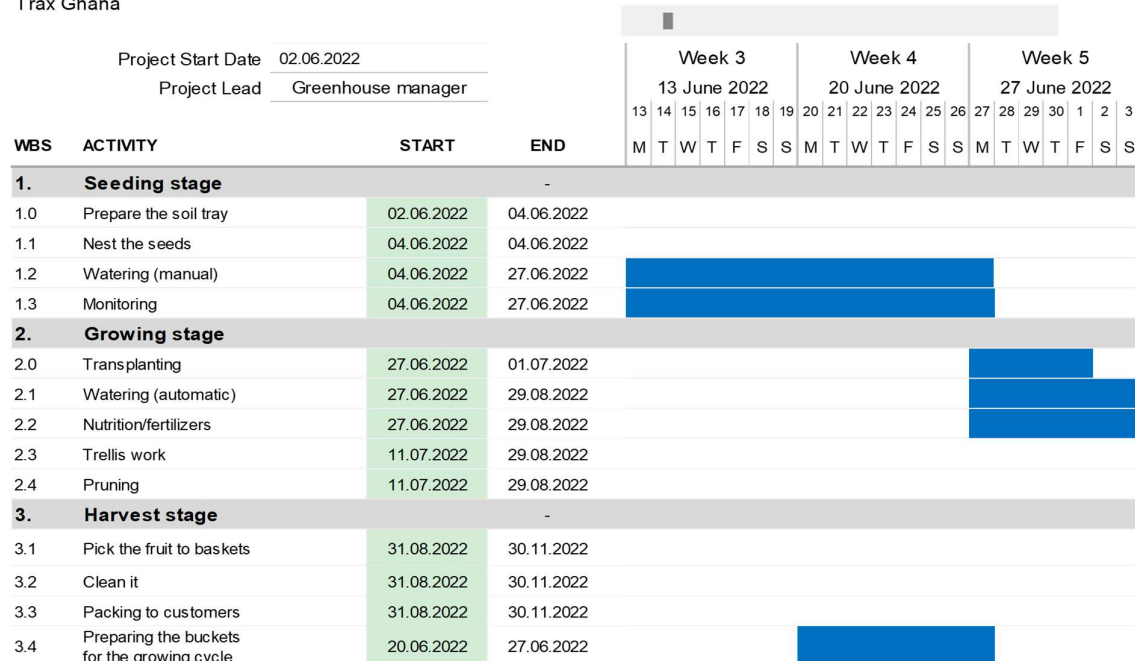 Trax Ghana
Project Start Date 02.06.2022
Project Lead Greenhouse manager
Week 3 Week 4 Week 5
13 June 2022 20 June 2022 27 June 2022
13 14 15 16 17 18 19 20 21 22 23 24 25 26 27 28 29 30 1 2 3
WBS ACTIVITY START END M T W T F S S M T W T F S S M T W T F S S
1. Seeding stage -
1.0 Prepare the soil tray 02.06.2022 04.06.2022
1.1 Nest the seeds 04.06.2022 04.06.2022
1.2 Watering (manual) 04.06.2022 27.06.2022
1.3 Monitoring 04.06.2022 27.06.2022
2. Growing stage
2.0 Transplanting 27.06.2022 01.07.2022
2.1 Watering (automatic) 27.06.2022 29.08.2022
2.2 Nutrition/fertilizers 27.06.2022 29.08.2022
2.3 Trellis work 11.07.2022 29.08.2022
2.4 Pruning 11.07.2022 29.08.2022
3. Harvest stage -
3.1 Pick the fruit to baskets 31.08.2022 30.11.2022
3.2 Clean it 31.08.2022 30.11.2022
3.3 Packing to customers 31.08.2022 30.11.2022
3.4 Preparing the buckets
for the growing cycle 20.06.2022 27.06.2022